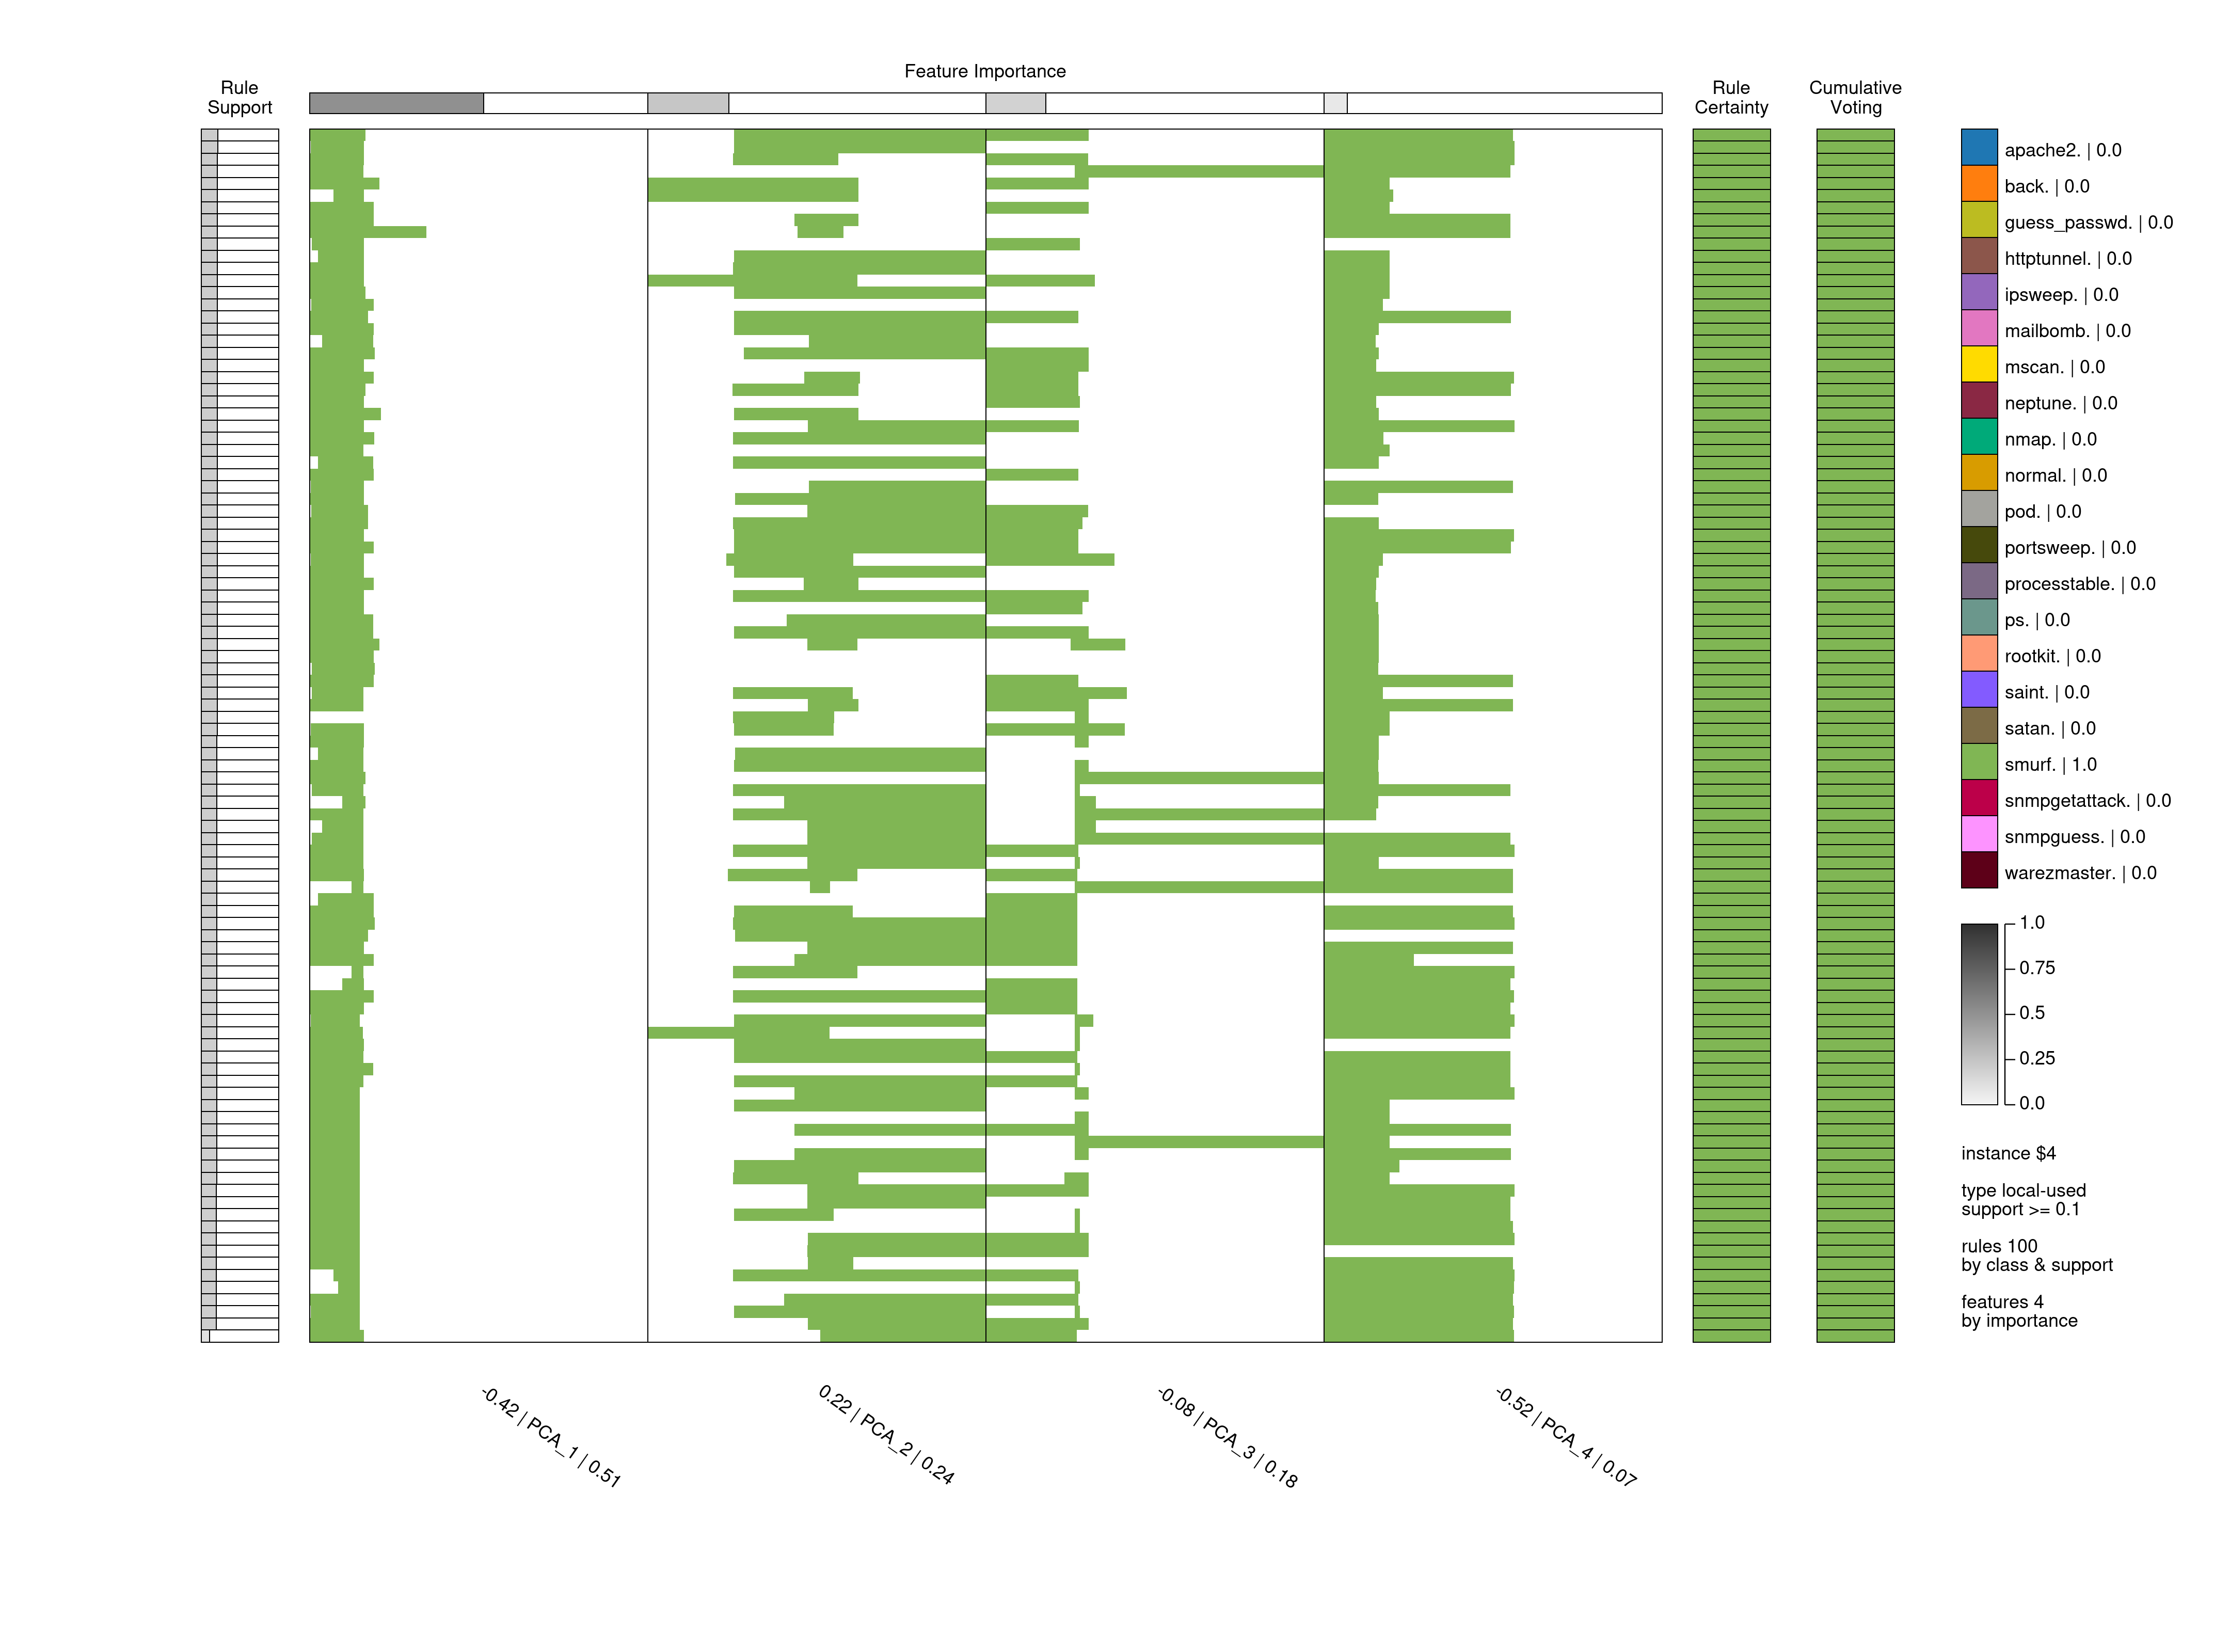 Feature Importance
Rule
Support
Rule
Certainty
Cumulative
Voting
apache2. | 0.0
back. | 0.0
guess_passwd. | 0.0
httptunnel. | 0.0
ipsweep. | 0.0
mailbomb. | 0.0
mscan. | 0.0
neptune. | 0.0
nmap. | 0.0
normal. | 0.0
pod. | 0.0
portsweep. | 0.0
processtable. | 0.0
ps. | 0.0
rootkit. | 0.0
saint. | 0.0
satan. | 0.0
smurf. | 1.0
snmpgetattack. | 0.0
snmpguess. | 0.0
warezmaster. | 0.0
1.0
0.75
0.5
0.25
0.0
instance $4
type local-used
support >= 0.1
rules 100
by class & support
features 4
by importance
-0.42 | PCA_1 | 0.51
0.22 | PCA_2 | 0.24
-0.08 | PCA_3 | 0.18
-0.52 | PCA_4 | 0.07